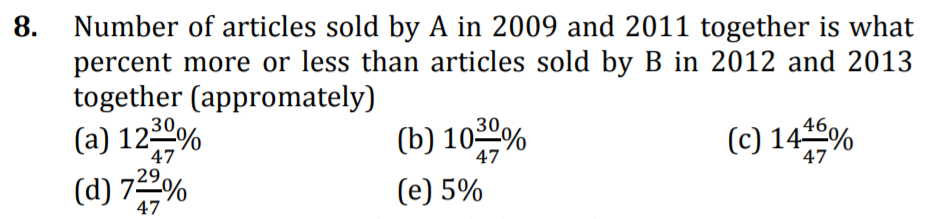 8. Number of articles sold by A in 2009 and 2011 together is what
percent more or less than articles sold by B in 2012 and 2013
together (appromately)
(a) 12 30/47% (b) 10 30/47% (c) 14 46/47%
(d) 7 29/47% (e) 5%